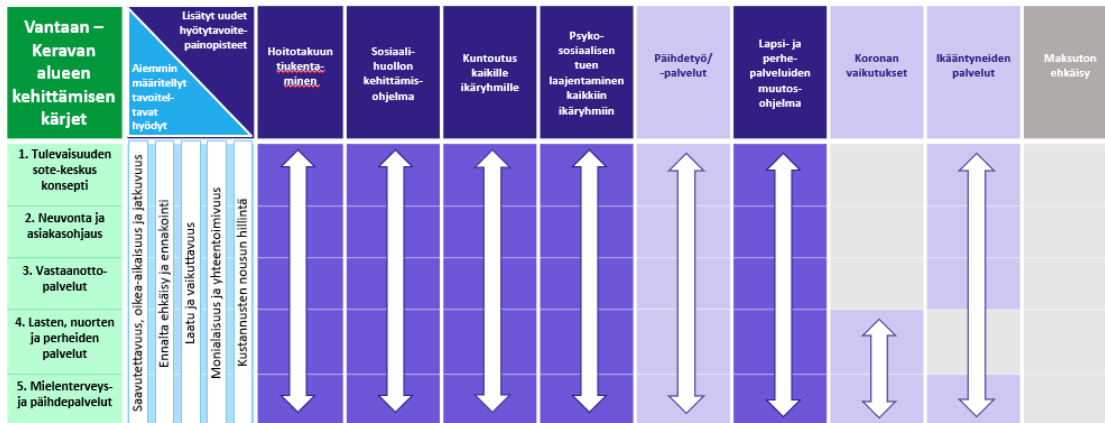 Vantaan –
Keravan
alueen
kehittämisen
kärjet
Lisätyt uudet
hyötytavoite-
painopisteet
Aiemmin
määritellyt
tavoitel-
tavat
hyödyt
Hoitotakuun
tiukenta-
minen
Sosiaali-
huollon
kehittämis-
ohjelma
Kuntoutus
kaikille
ikäryhmille
Psyko-
sosiaalisen
tuen
laajentaminen
kaikkiin
ikäryhmiin
Päihdetyö/
-palvelut
Lapsi- ja
perhe-
palveluiden
muutos-
ohjelma
Koronan
vaikutukset
Ikääntyneiden
palvelut
Maksuton
ehkäisy
1. Tulevaisuuden
sote-keskus
konsepti
2. Neuvonta ja
asiakasohjaus
3. Vastaanotto-
palvelut
4. Lasten, nuorten
ja perheiden
palvelut
5. Mielenterveys-
ja päihdepalvelut
Saavutettavuus, oikea-aikaisuus ja jatkuvuus
Ennalta ehkäisy ja ennakointi
Laatu ja vaikuttavuus
Monialaisuus ja yhteentoimivuus
Kustannusten nousun hillintä